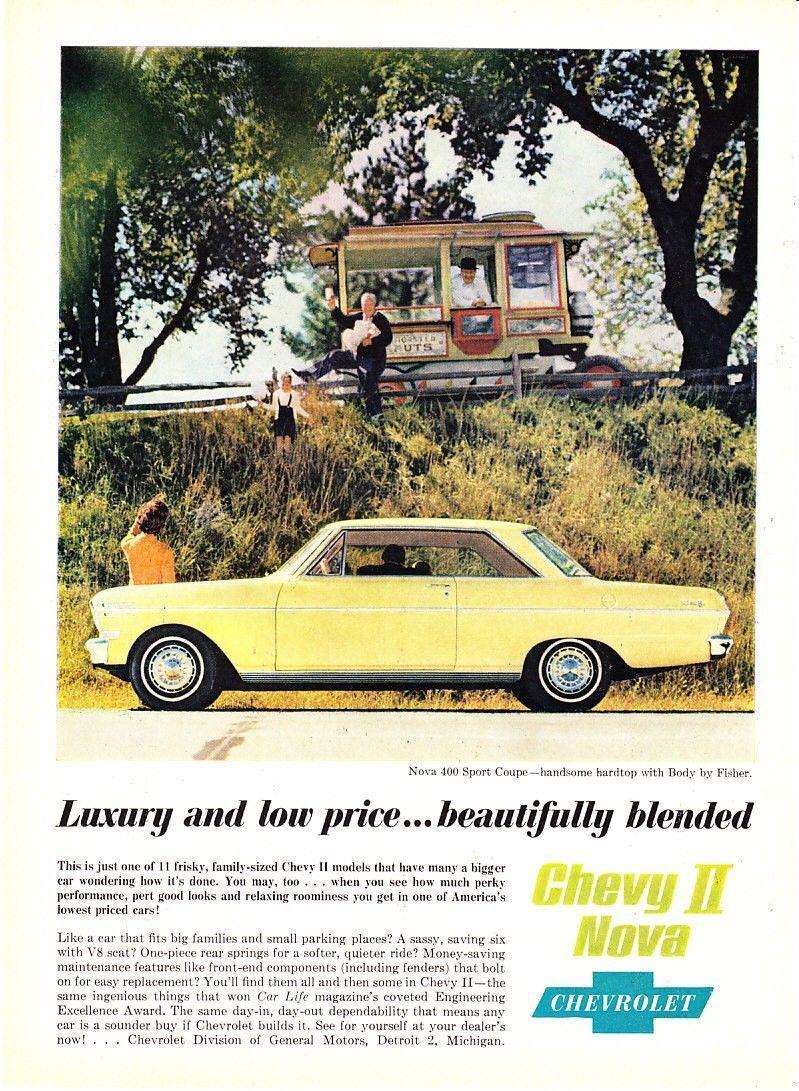 UTS
Nova 400 Sport Coupe—handsome hardtop with Body by Fisher.
Luxury and low price...beautifully blended
This is just one of 11 frisky, family-sized Chevy II models that have many a bigger
car wondering how it's done. You may, too . . . when you see how much perky
performance, pert good looks and relaxing roominess you get in one of America's
lowest priced cars!
Like a car that fits big families and small parking places? A sassy, saving six
with V8 scat? One-piece rear springs for a softer, quieter ride? Money-saving
maintenance features like front-end components (including fenders) that bolt
on for easy replacement? You'll find them all and then some in Chevy II—the
same ingenious things that won Car Life magazine's coveted Engineering
Excellence Award. The same day-in, day-out dependability that means any
car is a sounder buy if Chevrolet builds it. See for yourself at your dealer's
now! . . . Chevrolet Division of General Motors, Detroit 2, Michigan.
Chevy II
Nova
CHEVROLET